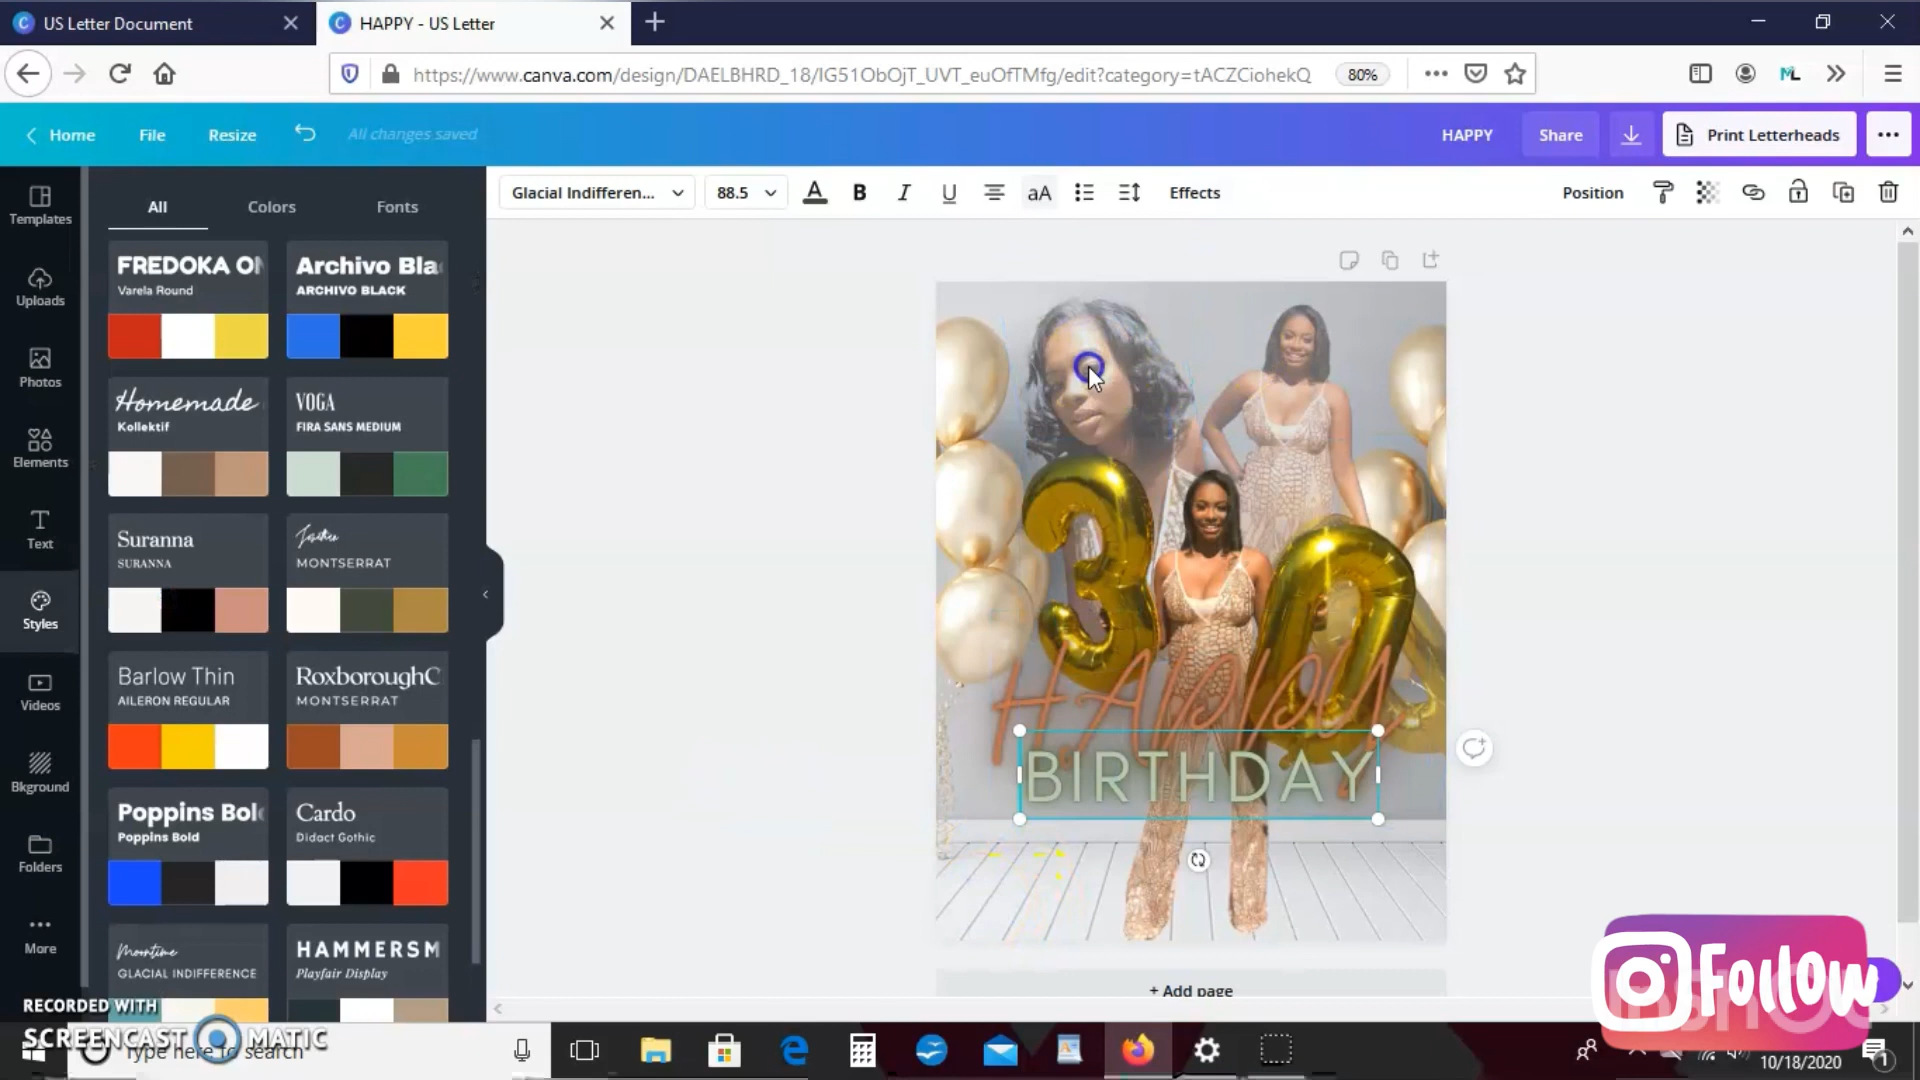 US Letter Document
HAPPY - US Letter
https://www.canva.com/design/DAELBHRD_18/IG51ObOjT_UVT_euOfTMfg/edit?category=tACZCiohekQ
80%
Home
File
Resize
All changes saved
HAPPY
Share
Print Letterheads
Templates
Uploads
Photos
Elements
Text
Styles
Videos
Bkground
Folders
More
All
Colors
Fonts
Glacial Indifferen...
88.5
A
B
I
U
aA
Effects
Position
FREDOKA ON
Varela Round
Archivo Bla
ARCHIVO BLACK
Homemade
Kollektif
VOGA
FIRA SANS MEDIUM
Suranna
SURANNA
MONTSERRAT
Barlow Thin
AILERON REGULAR
RoxboroughC
MONTSERRAT
Poppins Bol
Poppins Bold
Cardo
Didact Gothic
Moontime
GLACIAL INDIFFERENCE
HAMMERSM
Playfair Display
30
HAPPY
BIRTHDAY
+ Add page
Follow
RECORDED WITH
SCREENCAST MATIC
Type here to search
10/18/2020
1